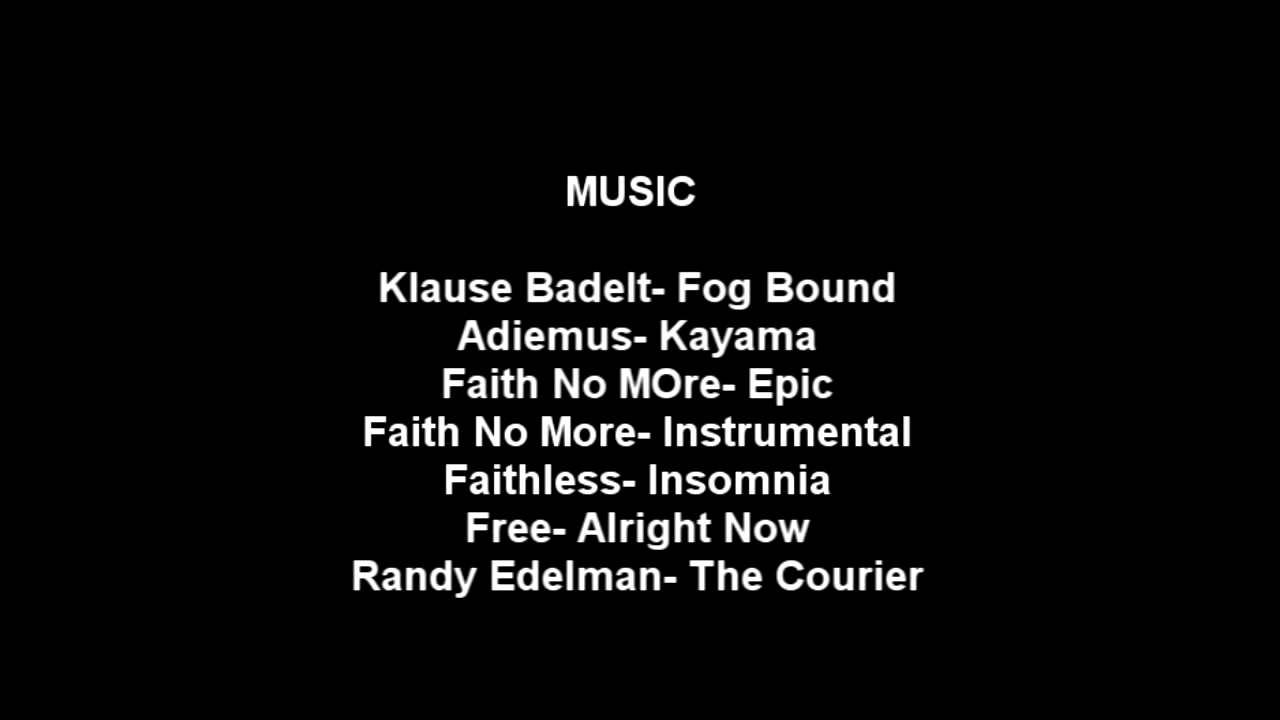 MUSIC
Klause Badelt- Fog Bound
Adiemus- Kayama
Faith No MOre- Epic
Faith No More- Instrumental
Faithless- Insomnia
Free- Alright Now
Randy Edelman- The Courier